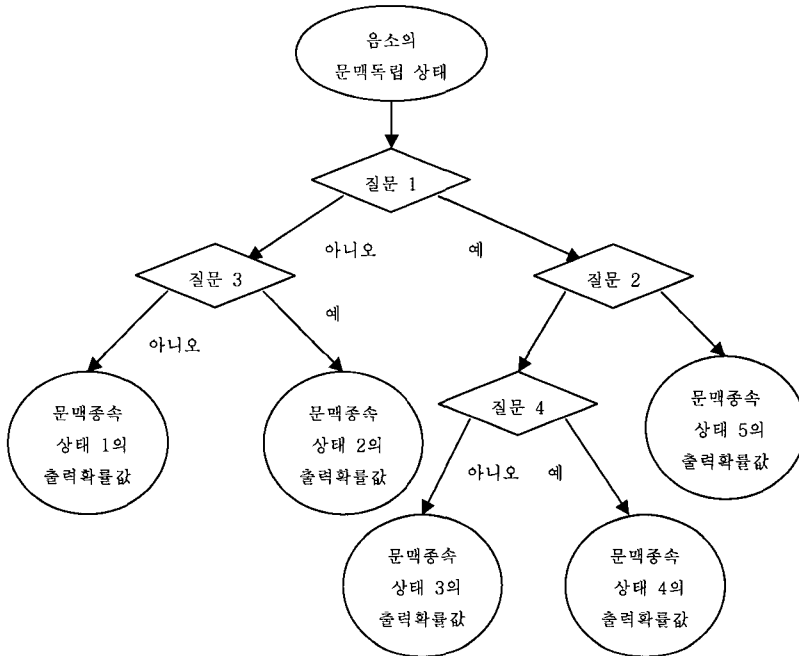 음소의
문맥독립 상태
질문 1
아니오
예
질문 3
질문 2
아니오
예
질문 4
문맥종속
상태 1의
출력확률값
문맥종속
상태 2의
출력확률값
문맥종속
상태 5의
출력확률값
아니오
예
문맥종속
상태 3의
출력확률값
문맥종속
상태 4의
출력확률값